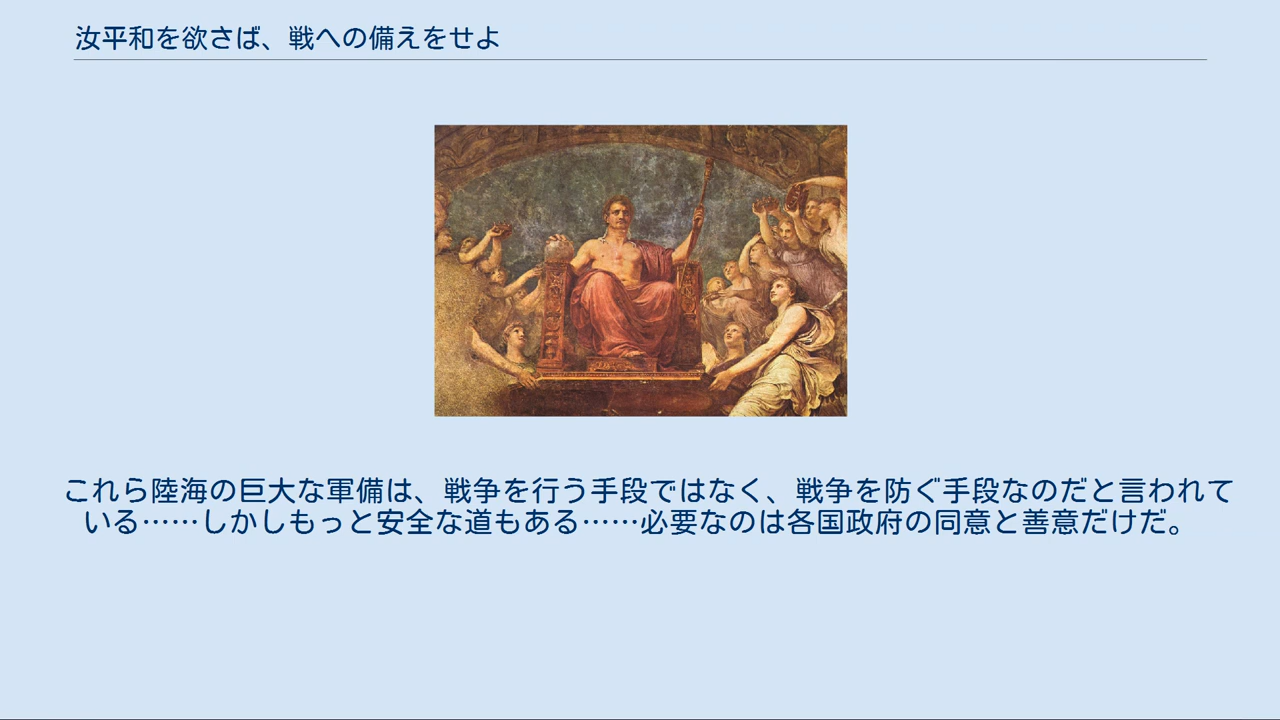 汝平和を欲さば、戦への備えをせよ
これら陸海の巨大な軍備は、戦争を行う手段ではなく、戦争を防ぐ手段なのだと言われて
いる……しかしもっと安全な道もある……必要なのは各国政府の同意と善意だけだ。